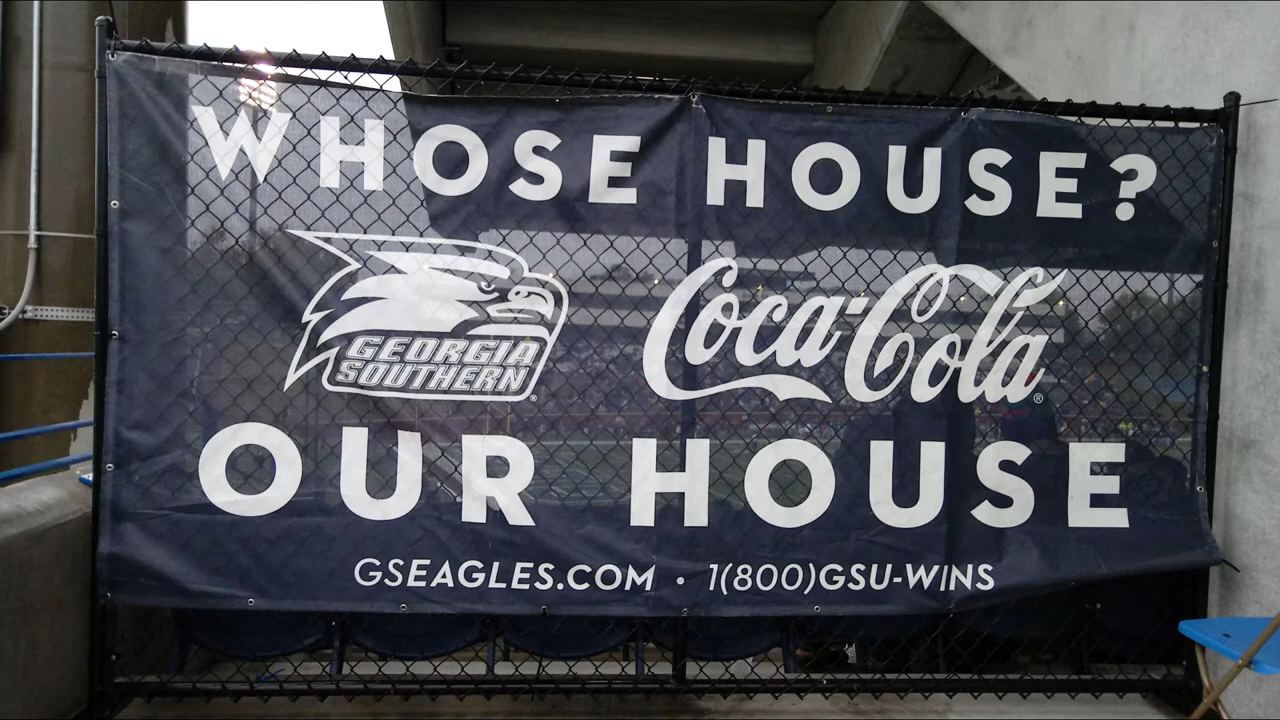 WHOSE HOUSE?
GEORGIA
SOUTHERN®
Coca-Cola®
OUR HOUSE
GSEAGLES.COM • 1(800)GSU-WINS